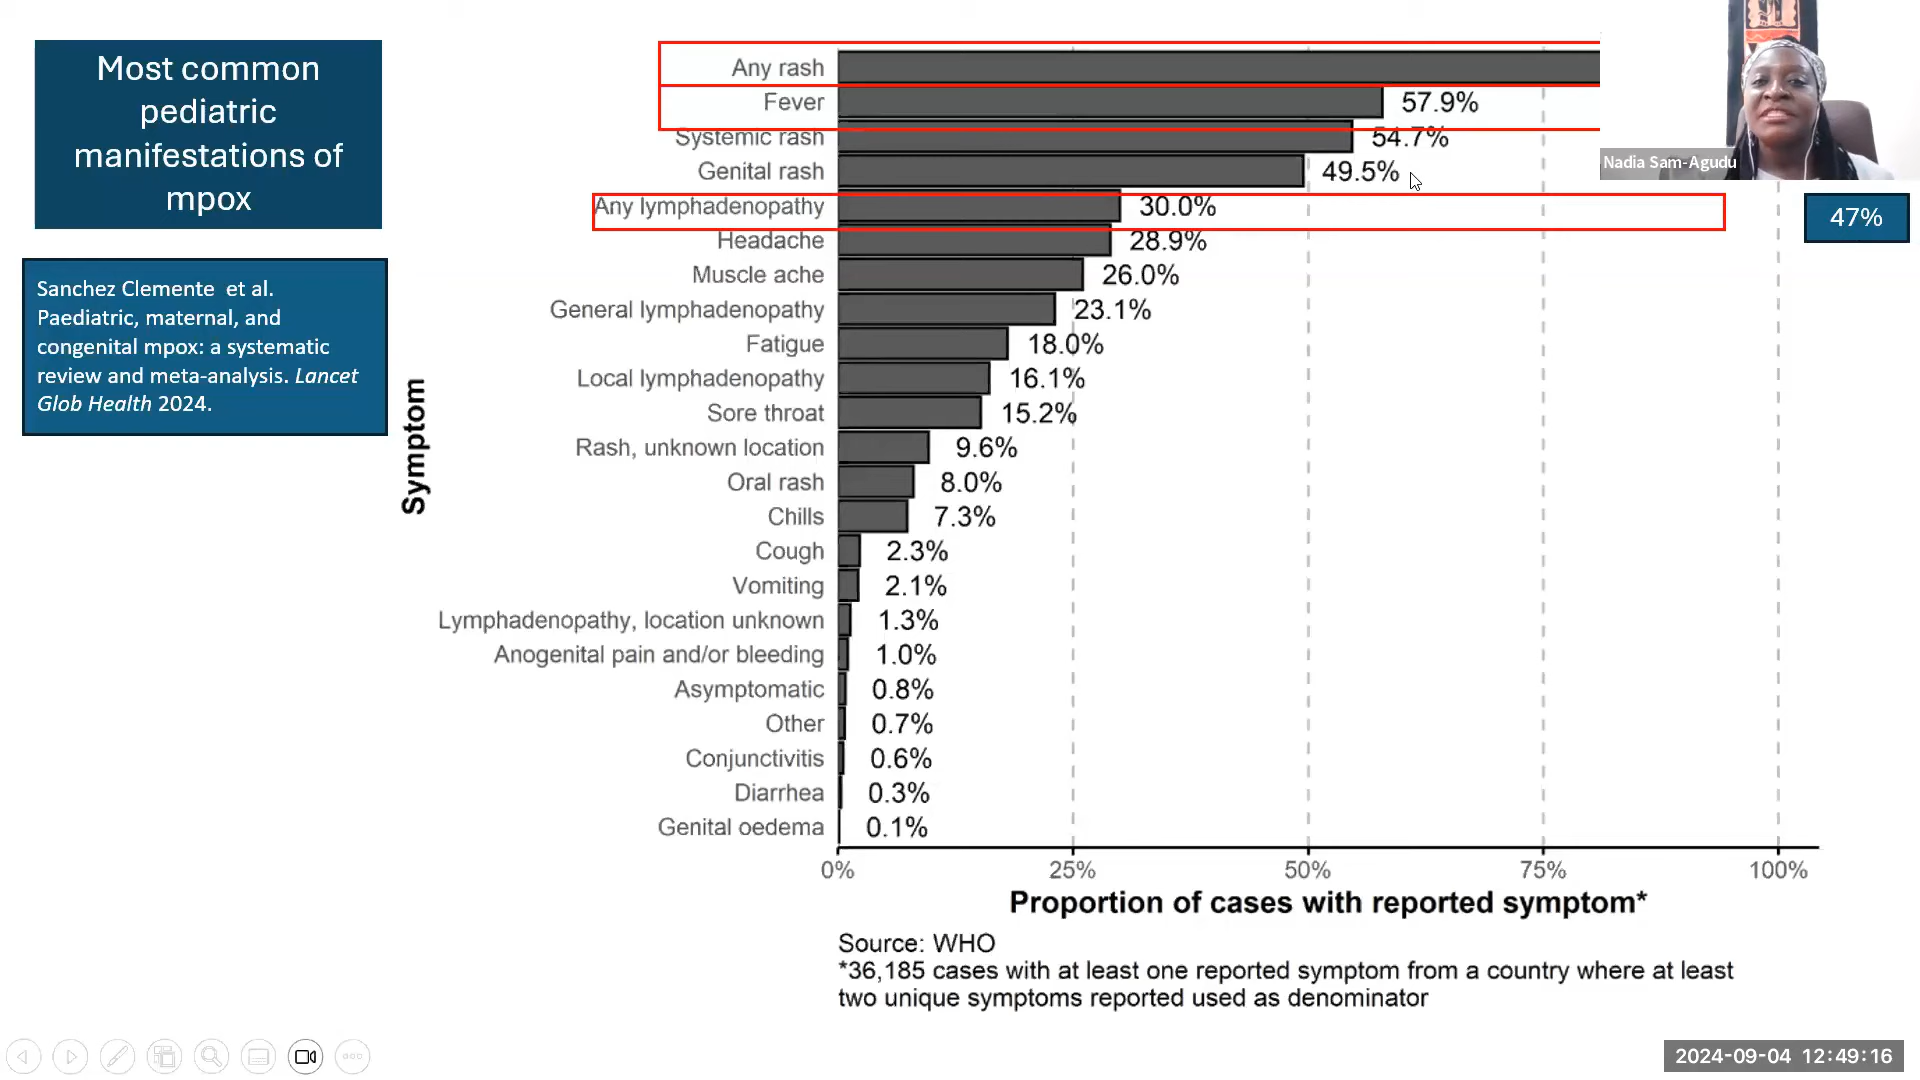 Most common
pediatric
manifestations of
mpox
Sanchez Clemente et al.
Paediatric, maternal, and
congenital mpox: a systematic
review and meta-analysis. Lancet
Glob Health 2024.
Symptom
Any rash
Fever 57.9%
Systemic rash 54.7%
Genital rash 49.5%
Any lymphadenopathy 30.0%
Headache 28.9%
Muscle ache 26.0%
General lymphadenopathy 23.1%
Fatigue 18.0%
Local lymphadenopathy 16.1%
Sore throat 15.2%
Rash, unknown location 9.6%
Oral rash 8.0%
Chills 7.3%
Cough 2.3%
Vomiting 2.1%
Lymphadenopathy, location unknown 1.3%
Anogenital pain and/or bleeding 1.0%
Asymptomatic 0.8%
Other 0.7%
Conjunctivitis 0.6%
Diarrhea 0.3%
Genital oedema 0.1%
0% 25% 50% 75% 100%
Proportion of cases with reported symptom*
Source: WHO
*36,185 cases with at least one reported symptom from a country where at least
two unique symptoms reported used as denominator
Nadia Sam-Agudu
47%
2024-09-04 12:49:16